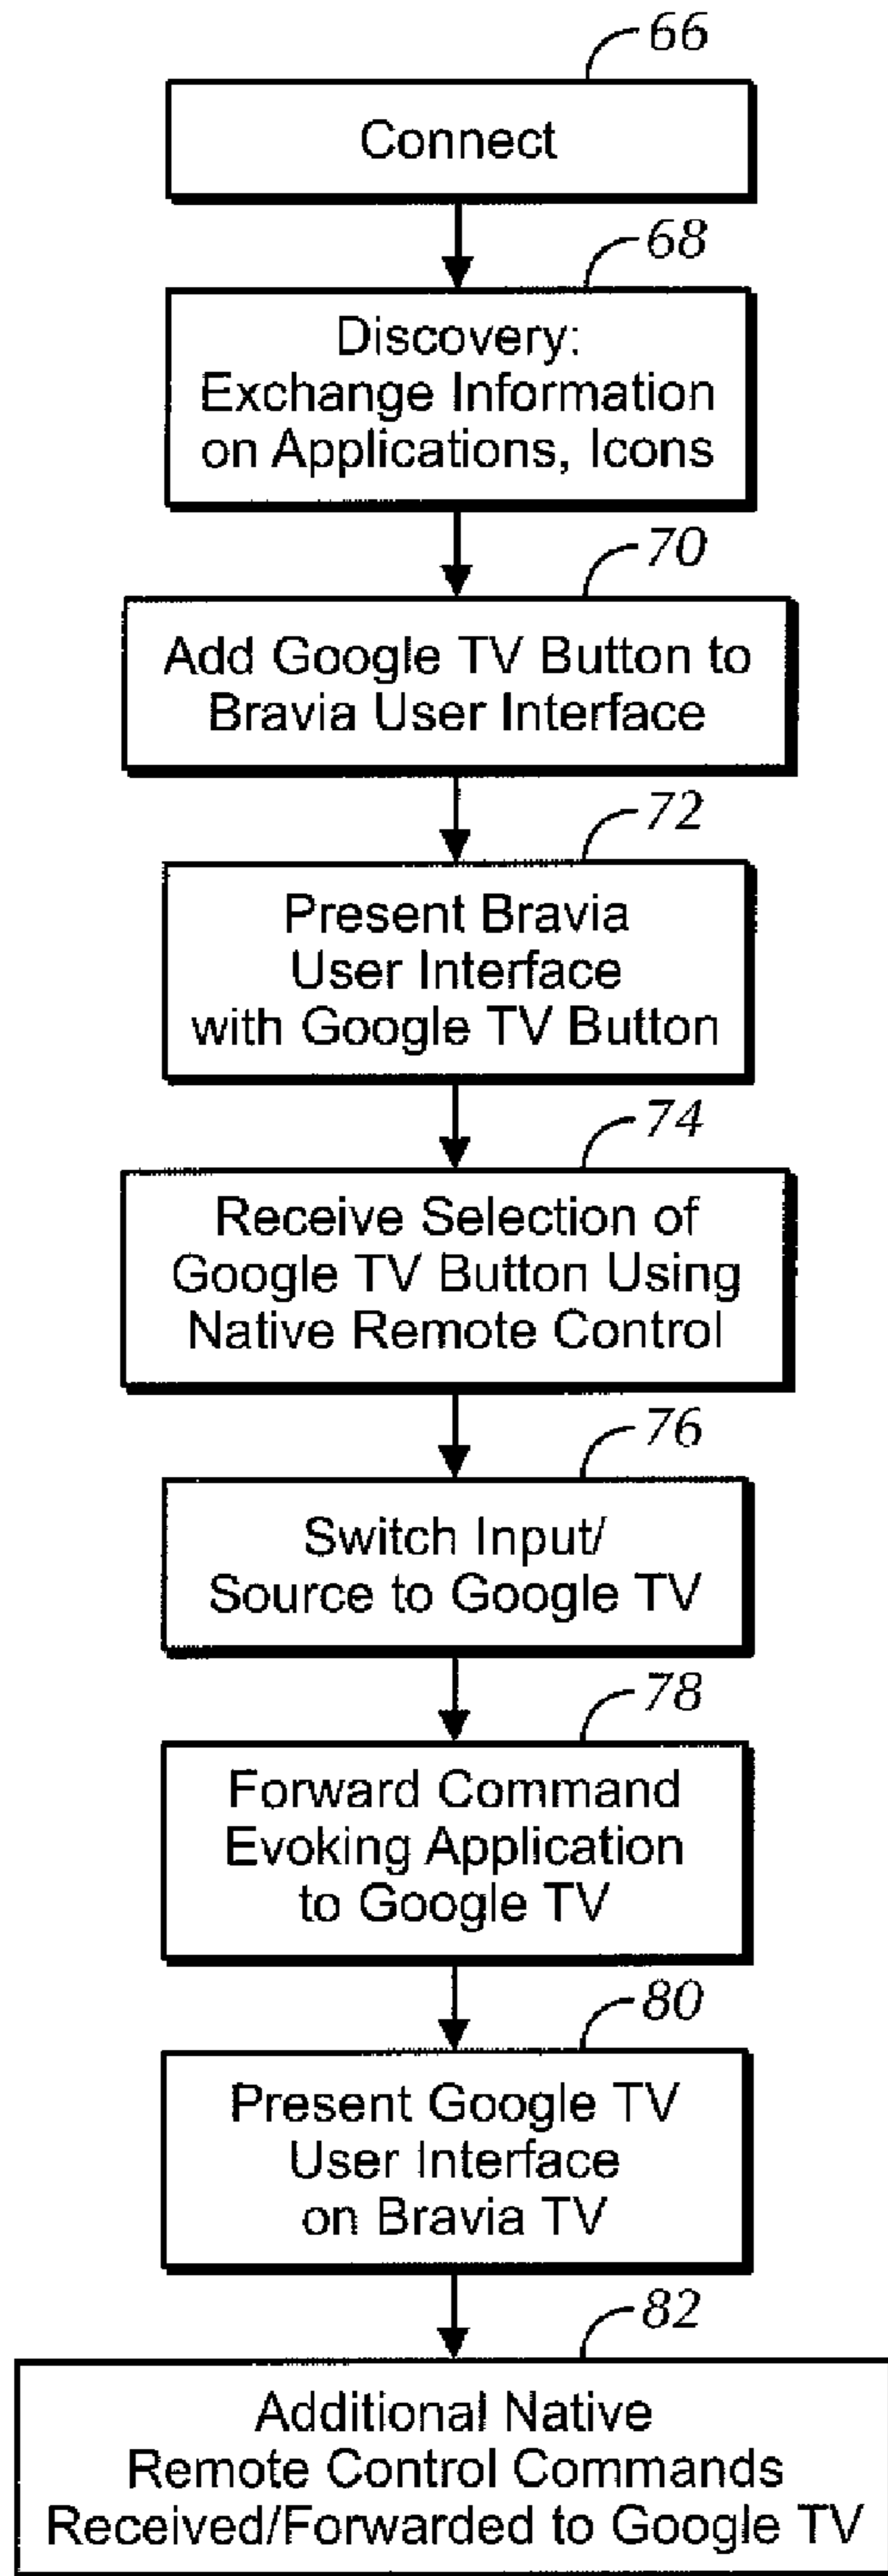 66
Connect
68
Discovery:
Exchange Information
on Applications, Icons
70
Add Google TV Button to
Bravia User Interface
72
Present Bravia
User Interface
with Google TV Button
74
Receive Selection of
Google TV Button Using
Native Remote Control
76
Switch Input/
Source to Google TV
78
Forward Command
Evoking Application
to Google TV
80
Present Google TV
User Interface
on Bravia TV
82
Additional Native
Remote Control Commands
Received/Forwarded to Google TV